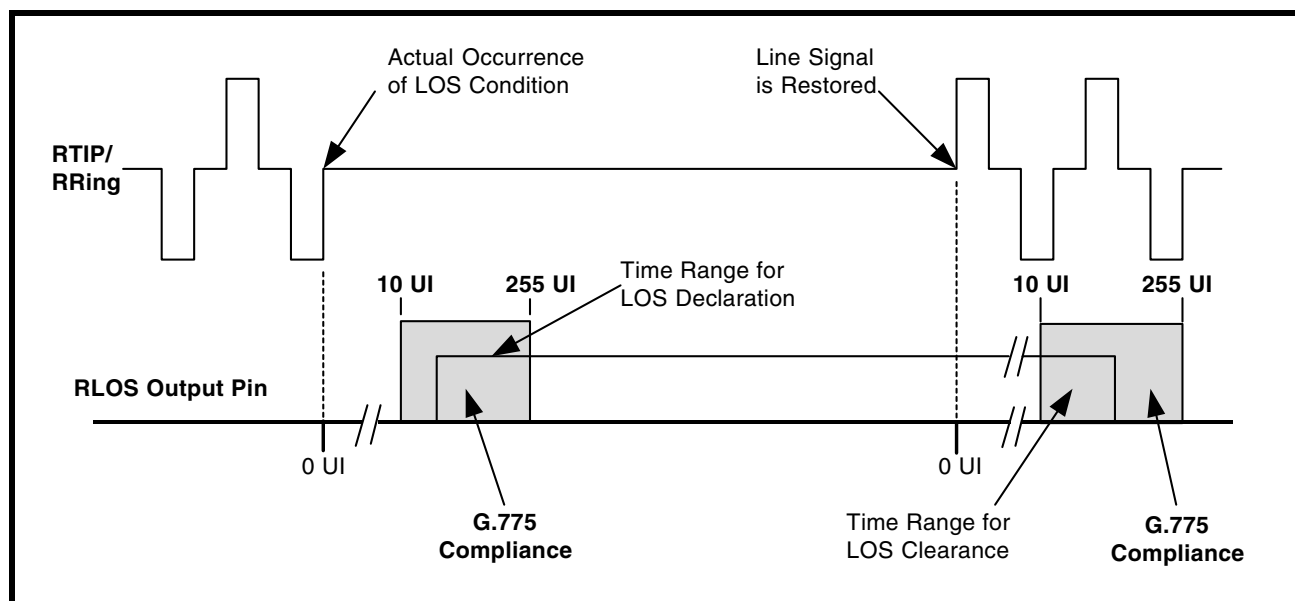 Actual Occurrence
of LOS Condition
Line Signal
is Restored
RTIP/
RRing
Time Range for
LOS Declaration
10 UI
255 UI
10 UI
255 UI
RLOS Output Pin
0 UI
0 UI
G.775
Compliance
Time Range for
LOS Clearance
G.775
Compliance